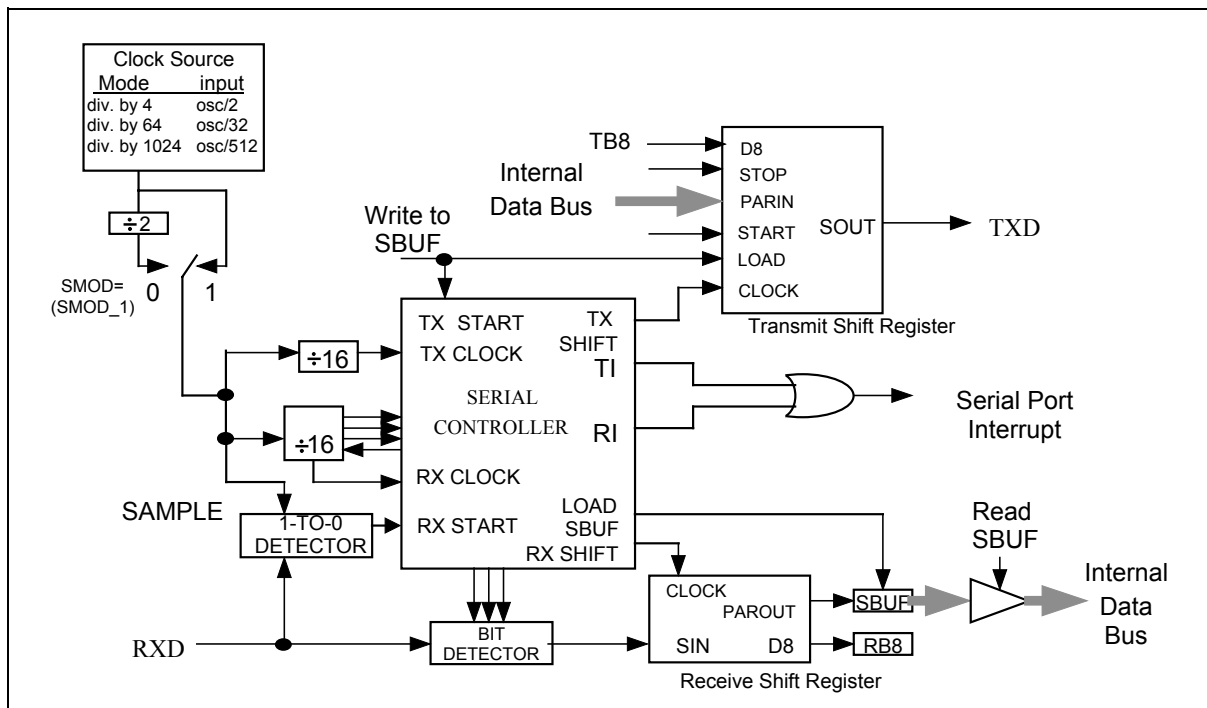 Clock Source
Mode input
div. by 4 osc/2
div. by 64 osc/32
div. by 1024 osc/512
÷2
SMOD=
(SMOD_1)
0 1
TB8
Internal
Data Bus
Write to
SBUF
D8
STOP
PARIN
START
LOAD
CLOCK
SOUT
TXD
Transmit Shift Register
÷16
÷16
TX START
TX CLOCK
SERIAL
CONTROLLER
RX CLOCK
RX START
TX
SHIFT
TI
RI
LOAD
SBUF
RX SHIFT
Serial Port
Interrupt
SAMPLE
1-TO-0
DETECTOR
RXD
BIT
DETECTOR
CLOCK
PAROUT
SIN D8
Receive Shift Register
SBUF
RB8
Read
SBUF
Internal
Data
Bus